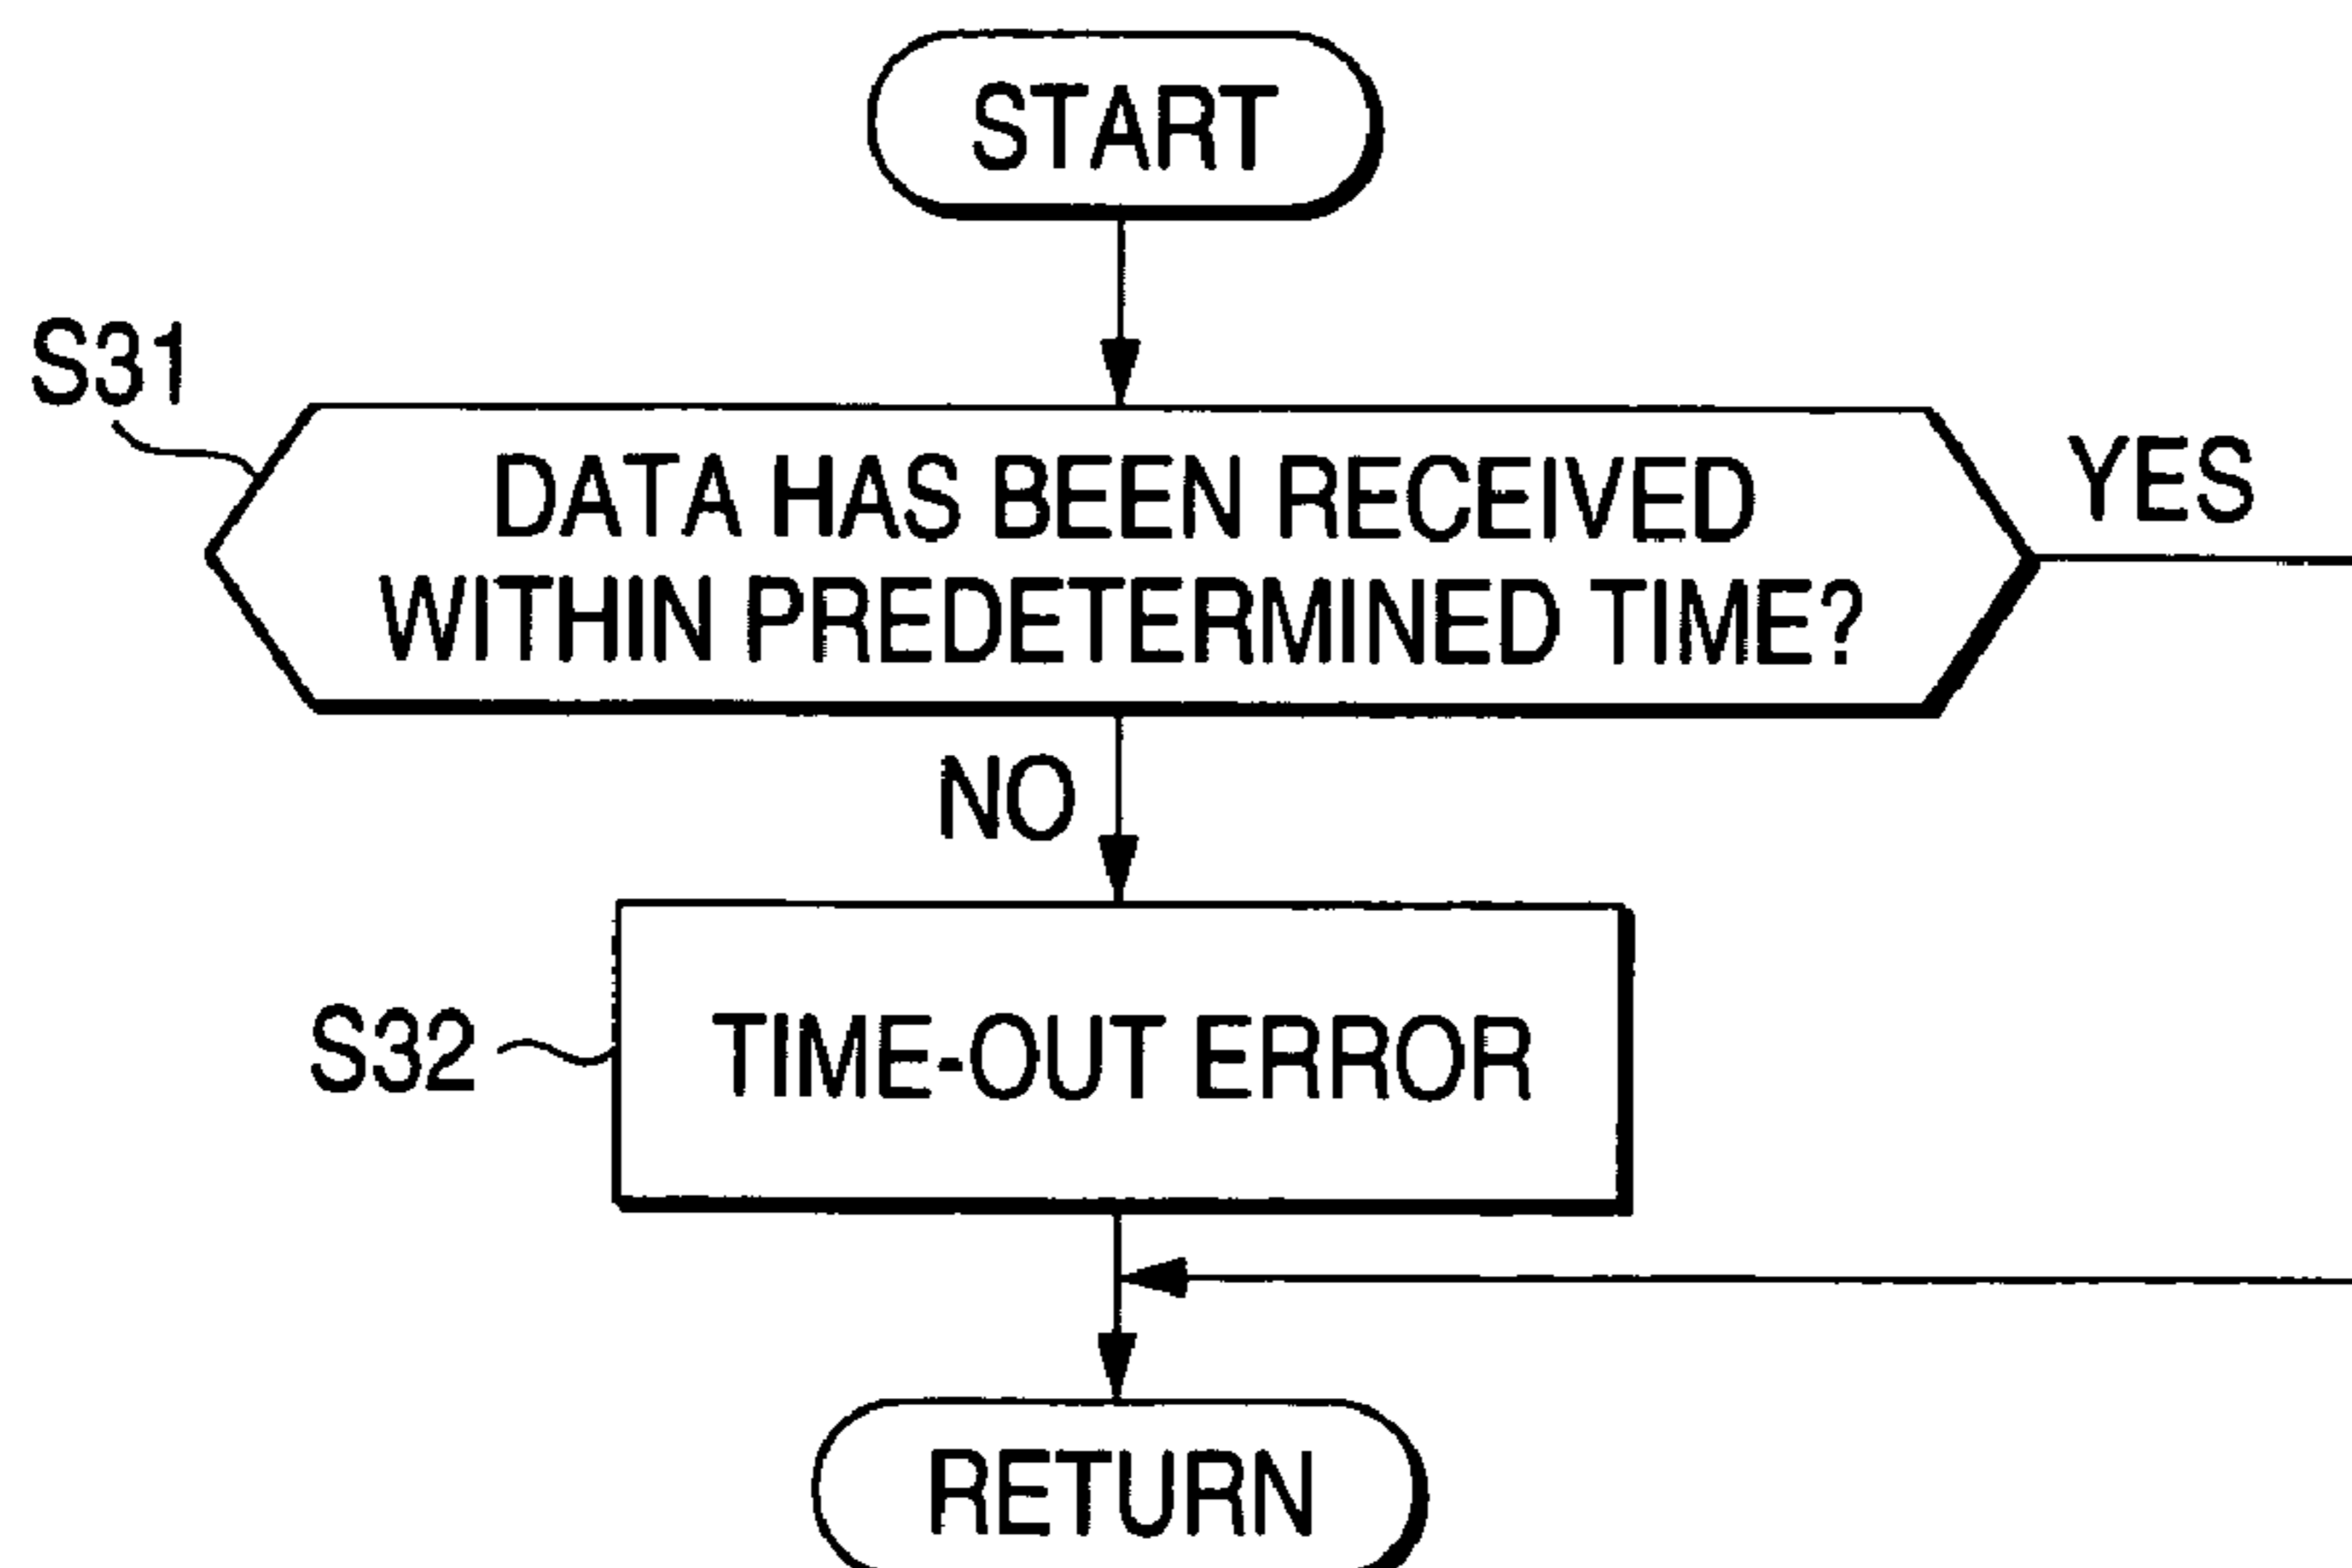 START
S31
DATA HAS BEEN RECEIVED
WITHIN PREDETERMINED TIME?
YES
NO
S32
TIME-OUT ERROR
RETURN